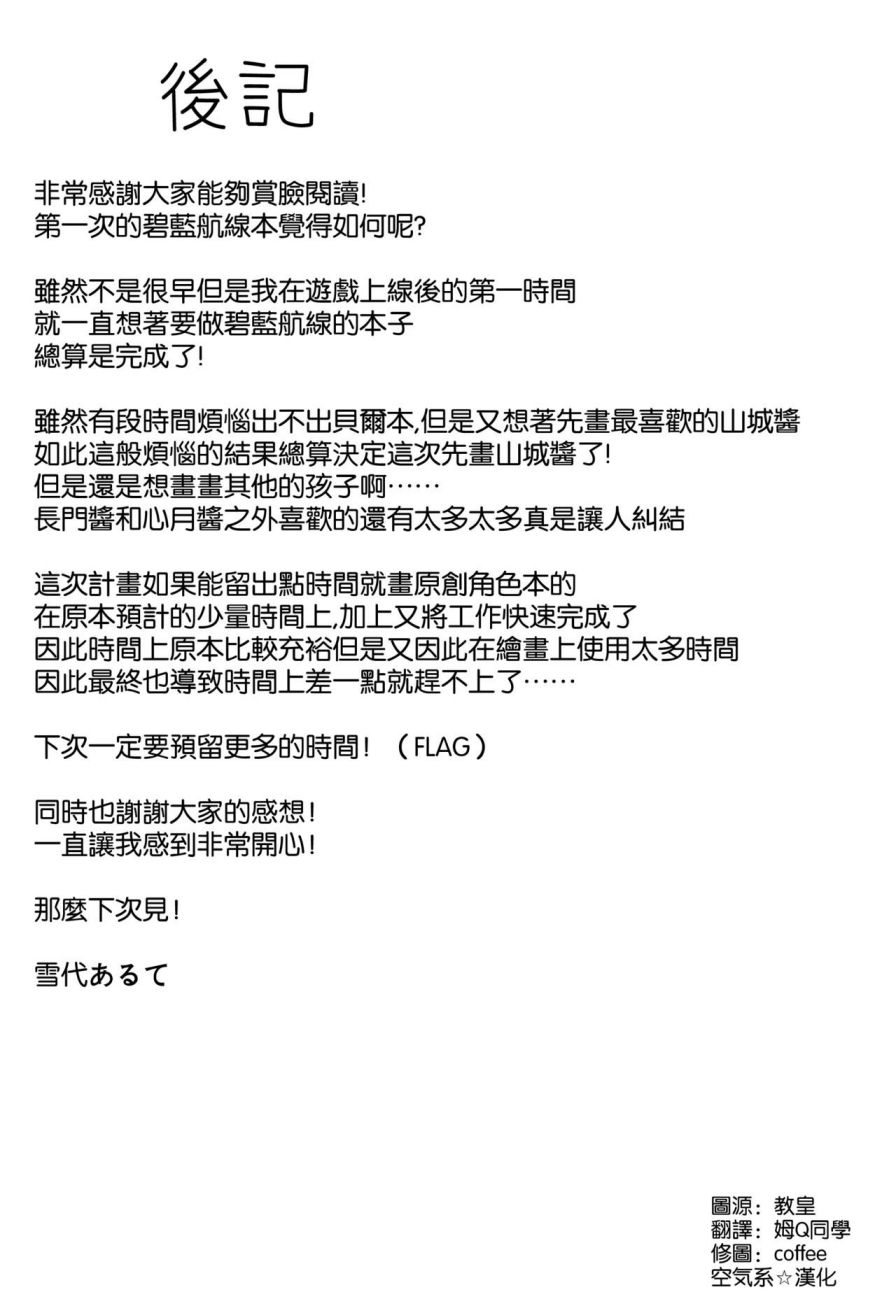 後記
非常感謝大家能夠賞臉閱讀!
第一次的碧藍航線本覺得如何呢?
雖然不是很早但是我在遊戲上線後的第一時間
就一直想著要做碧藍航線的本子
總算是完成了!
雖然有段時間煩惱出不出貝爾本,但是又想著先畫最喜歡的山城醬
如此這般煩惱的結果總算決定這次先畫山城醬了!
但是還是想畫畫其他的孩子啊……
長門醬和心月醬之外喜歡的還有太多太多真是讓人糾結
這次計畫如果能留出點時間就畫原創角色本的
在原本預計的少量時間上,加上又將工作快速完成了
因此時間上原本比較充裕但是又因此在繪畫上使用太多時間
因此最終也導致時間上差一點就趕不上了……
下次一定要預留更多的時間!（FLAG）
同時也謝謝大家的感想!
一直讓我感到非常開心!
那麼下次見!
雪代あるて
圖源：教皇
翻譯：姆Q同學
修圖：coffee
空気系☆漢化